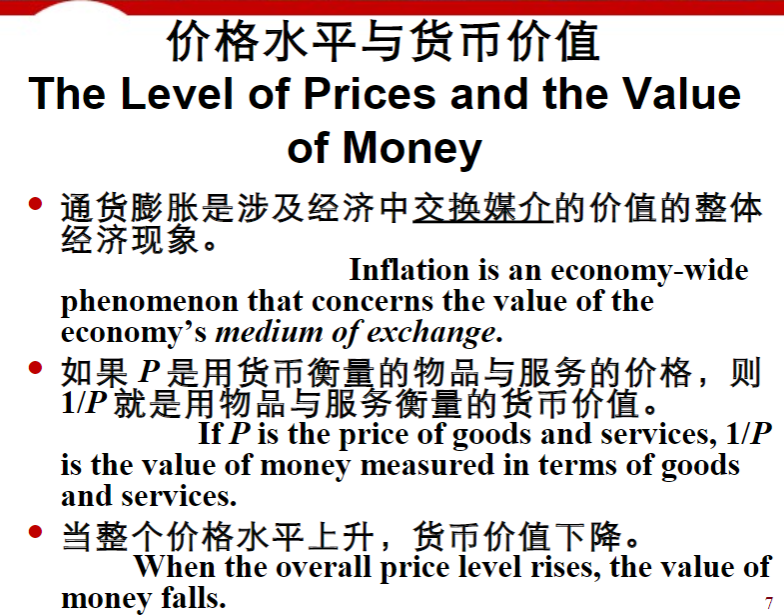 价格水平与货币价值
The Level of Prices and the Value
of Money
• 通货膨胀是涉及经济中交换媒介的价值的整体
经济现象。
Inflation is an economy-wide
phenomenon that concerns the value of the
economy’s medium of exchange.
• 如果 P 是用货币衡量的物品与服务的价格，则
1/P 就是用物品与服务衡量的货币价值。
If P is the price of goods and services, 1/P
is the value of money measured in terms of goods
and services.
• 当整个价格水平上升，货币价值下降。
When the overall price level rises, the value of
money falls.
7